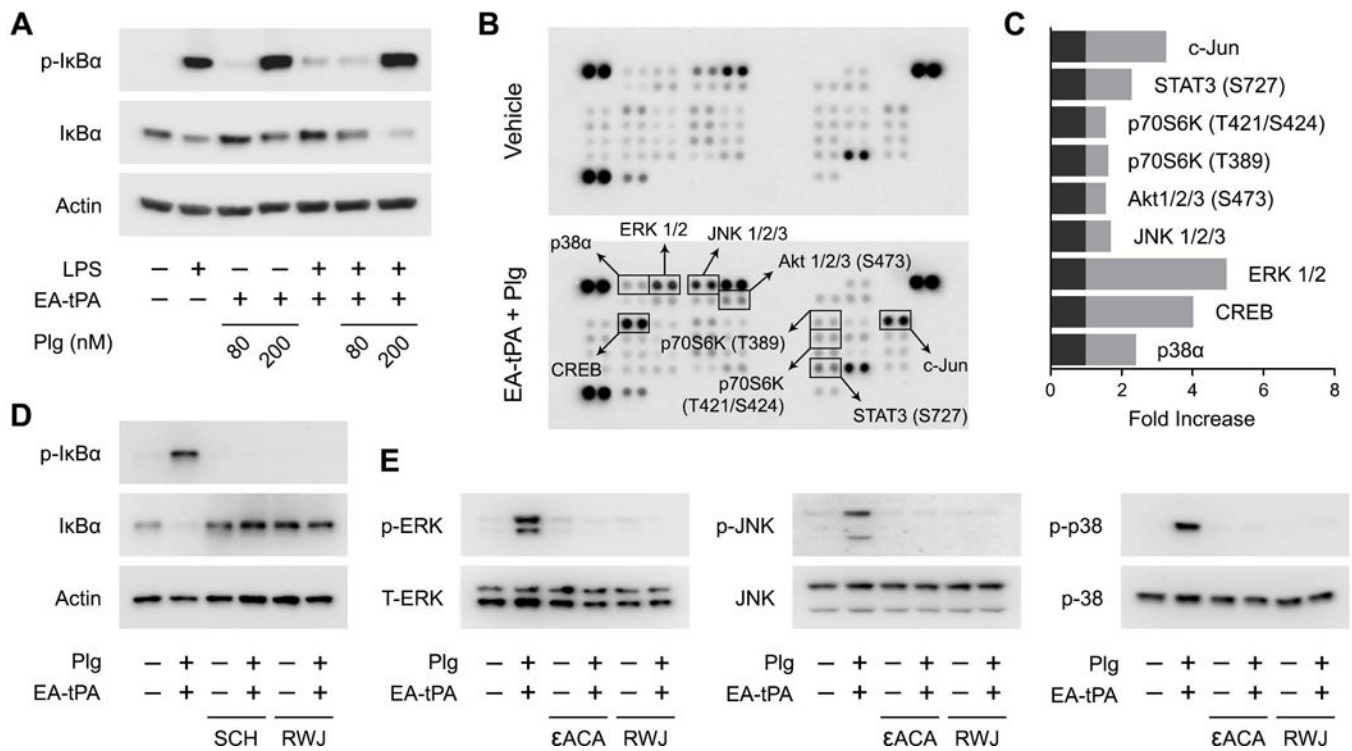 A
p-IκBα
IκBα
Actin
LPS − + − − + + +
EA-tPA − − + + + + +
Plg (nM) 80 200 80 200
B
Vehicle
EA-tPA + Plg
p38α
ERK 1/2
JNK 1/2/3
Akt 1/2/3 (S473)
p70S6K (T389)
CREB
p70S6K
(T421/S424)
c-Jun
STAT3 (S727)
C
c-Jun
STAT3 (S727)
p70S6K (T421/S424)
p70S6K (T389)
Akt1/2/3 (S473)
JNK 1/2/3
ERK 1/2
CREB
p38α
0 2 4 6 8
Fold Increase
D
p-IκBα
IκBα
Actin
Plg − + − + − +
EA-tPA − + − + − +
SCH RWJ
E
p-ERK
T-ERK
Plg − + − + − +
EA-tPA − + − + − +
εACA RWJ
p-JNK
JNK
Plg − + − + − +
EA-tPA − + − + − +
εACA RWJ
p-p38
p-38
Plg − + − + − +
EA-tPA − + − + − +
εACA RWJ